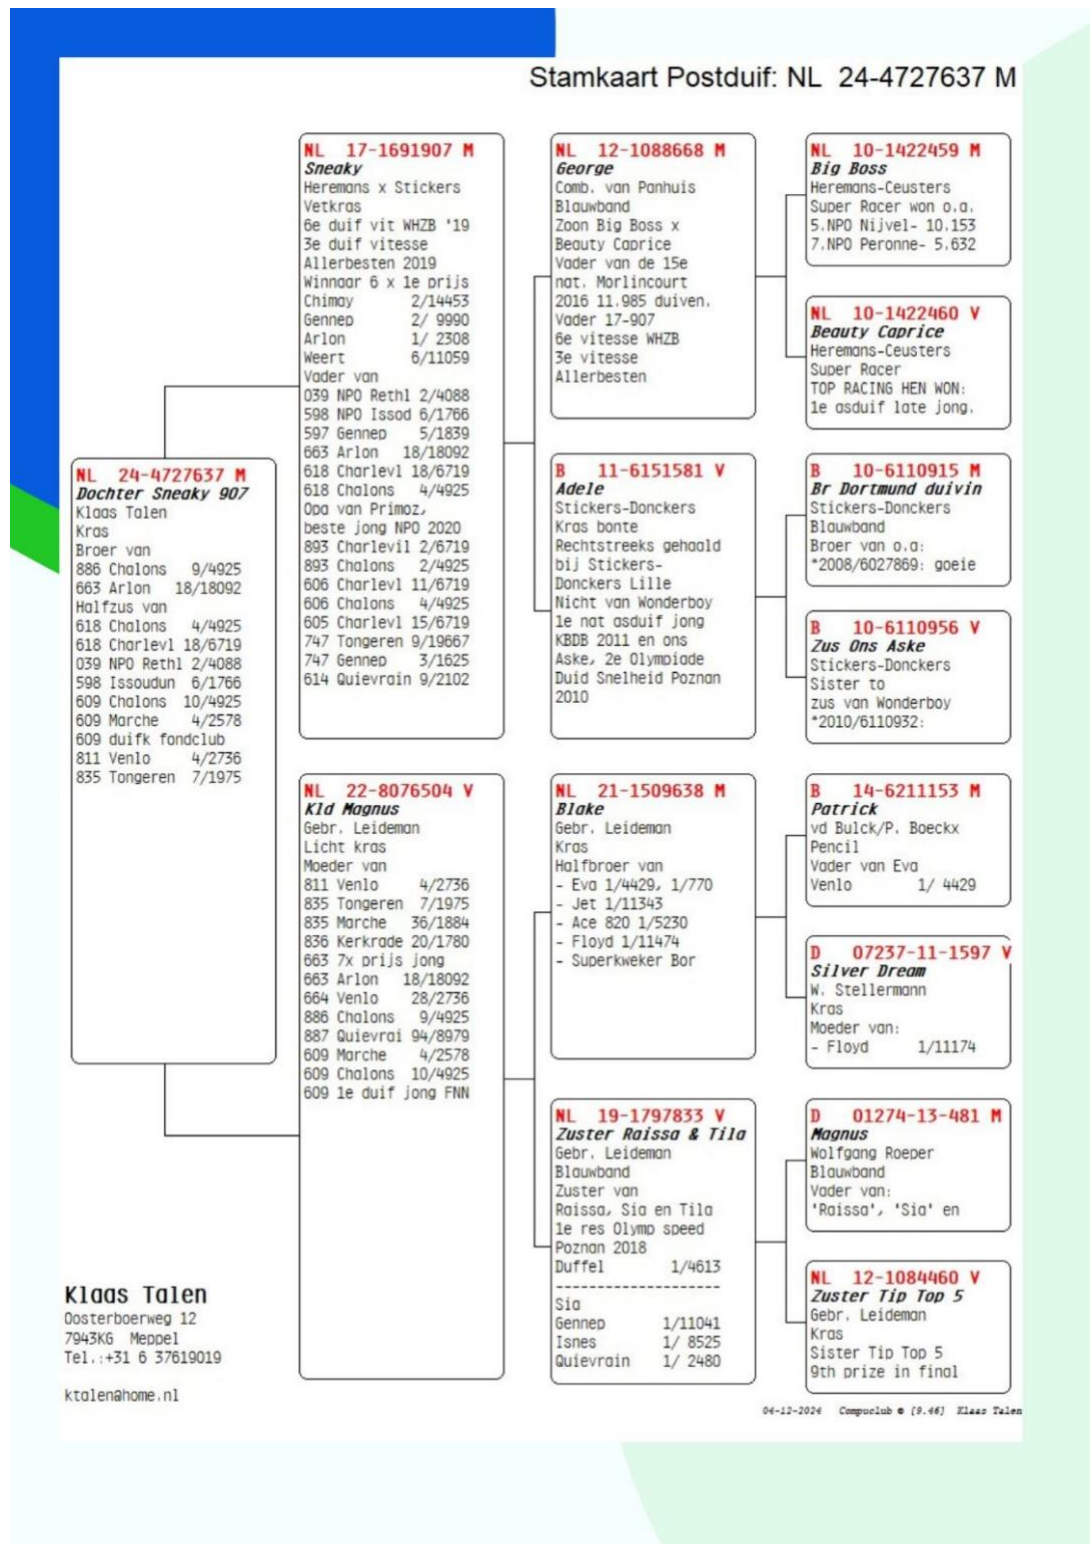 Stamkaart Postduif: NL 24-4727637 M
NL 24-4727637 M
Dochter Sneaky 907
Klaas Talen
Kras
Broer van
886 Chalons 9/4925
663 Arlon 18/18092
Halfzus van
618 Chalons 4/4925
618 Charlevl 18/6719
039 NPO Rethl 2/4088
598 Issoudun 6/1766
609 Chalons 10/4925
609 Marche 4/2578
609 duifk fondclub
811 Venlo 4/2736
835 Tongeren 7/1975
NL 17-1691907 M
Sneaky
Heremans x Stickers
Vetkras
6e duif vit WHZB '19
3e duif vitesse
Allerbesten 2019
Winnaar 6 x 1e prijs
Chimay 2/14453
Gennep 2/ 9990
Arlon 1/ 2308
Weert 6/11059
Vader van
039 NPO Rethl 2/4088
598 NPO Issod 6/1766
597 Gennep 5/1839
663 Arlon 18/18092
618 Charlevl 18/6719
618 Chalons 4/4925
Opa van Primoz,
beste jong NPO 2020
893 Charlevil 2/6719
893 Chalons 2/4925
606 Charlevl 11/6719
606 Chalons 4/4925
605 Charlevl 15/6719
747 Tongeren 9/19667
747 Gennep 3/1625
614 Quievrain 9/2102
NL 22-8076504 V
Kld Magnus
Gebr. Leideman
Licht kras
Moeder van
811 Venlo 4/2736
835 Tongeren 7/1975
835 Marche 36/1884
836 Kerkrade 20/1780
663 7x prijs jong
663 Arlon 18/18092
664 Venlo 28/2736
886 Chalons 9/4925
887 Quievrai 94/8979
609 Marche 4/2578
609 Chalons 10/4925
609 1e duif jong FNN
NL 12-1088668 M
George
Comb. van Panhuis
Blauwband
Zoon Big Boss x
Beauty Caprice
Vader van de 15e
nat. Morlincourt
2016 11.985 duiven.
Vader 17-907
6e vitesse WHZB
3e vitesse
Allerbesten
B 11-6151581 V
Adele
Stickers-Donckers
Kras bonte
Rechtstreeks gehaald
bij Stickers-
Donckers Lille
Nicht van Wonderboy
1e nat asduif jong
KBDB 2011 en ons
Aske, 2e Olympiade
Duid Snelheid Poznan
2010
NL 21-1509638 M
Blake
Gebr. Leideman
Kras
Halfbroer van
- Eva 1/4429, 1/770
- Jet 1/11343
- Ace 820 1/5230
- Floyd 1/11474
- Superkweker Bor
NL 19-1797833 V
Zuster Raissa & Tila
Gebr. Leideman
Blauwband
Zuster van
Raissa, Sia en Tila
1e res Olymp speed
Poznan 2018
Duffel 1/4613
--------------------
Sia
Gennep 1/11041
Isnes 1/ 8525
Quievrain 1/ 2480
NL 10-1422459 M
Big Boss
Heremans-Ceusters
Super Racer won o.a.
5.NPO Nijvel- 10.153
7.NPO Peronne- 5.632
NL 10-1422460 V
Beauty Caprice
Heremans-Ceusters
Super Racer
TOP RACING HEN WON:
1e asduif late jong.
B 10-6110915 M
Br Dortmund duivin
Stickers-Donckers
Blauwband
Broer van o.a:
*2008/6027869: goeie
B 10-6110956 V
Zus Ons Aske
Stickers-Donckers
Sister to
zus van Wonderboy
*2010/6110932:
B 14-6211153 M
Patrick
vd Bulck/P. Boeckx
Pencil
Vader van Eva
Venlo 1/ 4429
D 07237-11-1597 V
Silver Dream
W. Stellermann
Kras
Moeder van:
- Floyd 1/11174
D 01274-13-481 M
Magnus
Wolfgang Roeper
Blauwband
Vader van:
'Raissa', 'Sia' en
NL 12-1084460 V
Zuster Tip Top 5
Gebr. Leideman
Kras
Sister Tip Top 5
9th prize in final
Klaas Talen
Oosterboerweg 12
7943KG Meppel
Tel.:+31 6 37619019
ktalen@home.nl
04-12-2024 Compuclub © [9.46] Klaas Talen